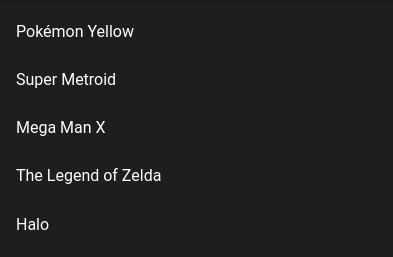 Pokémon Yellow
Super Metroid
Mega Man X
The Legend of Zelda
Halo